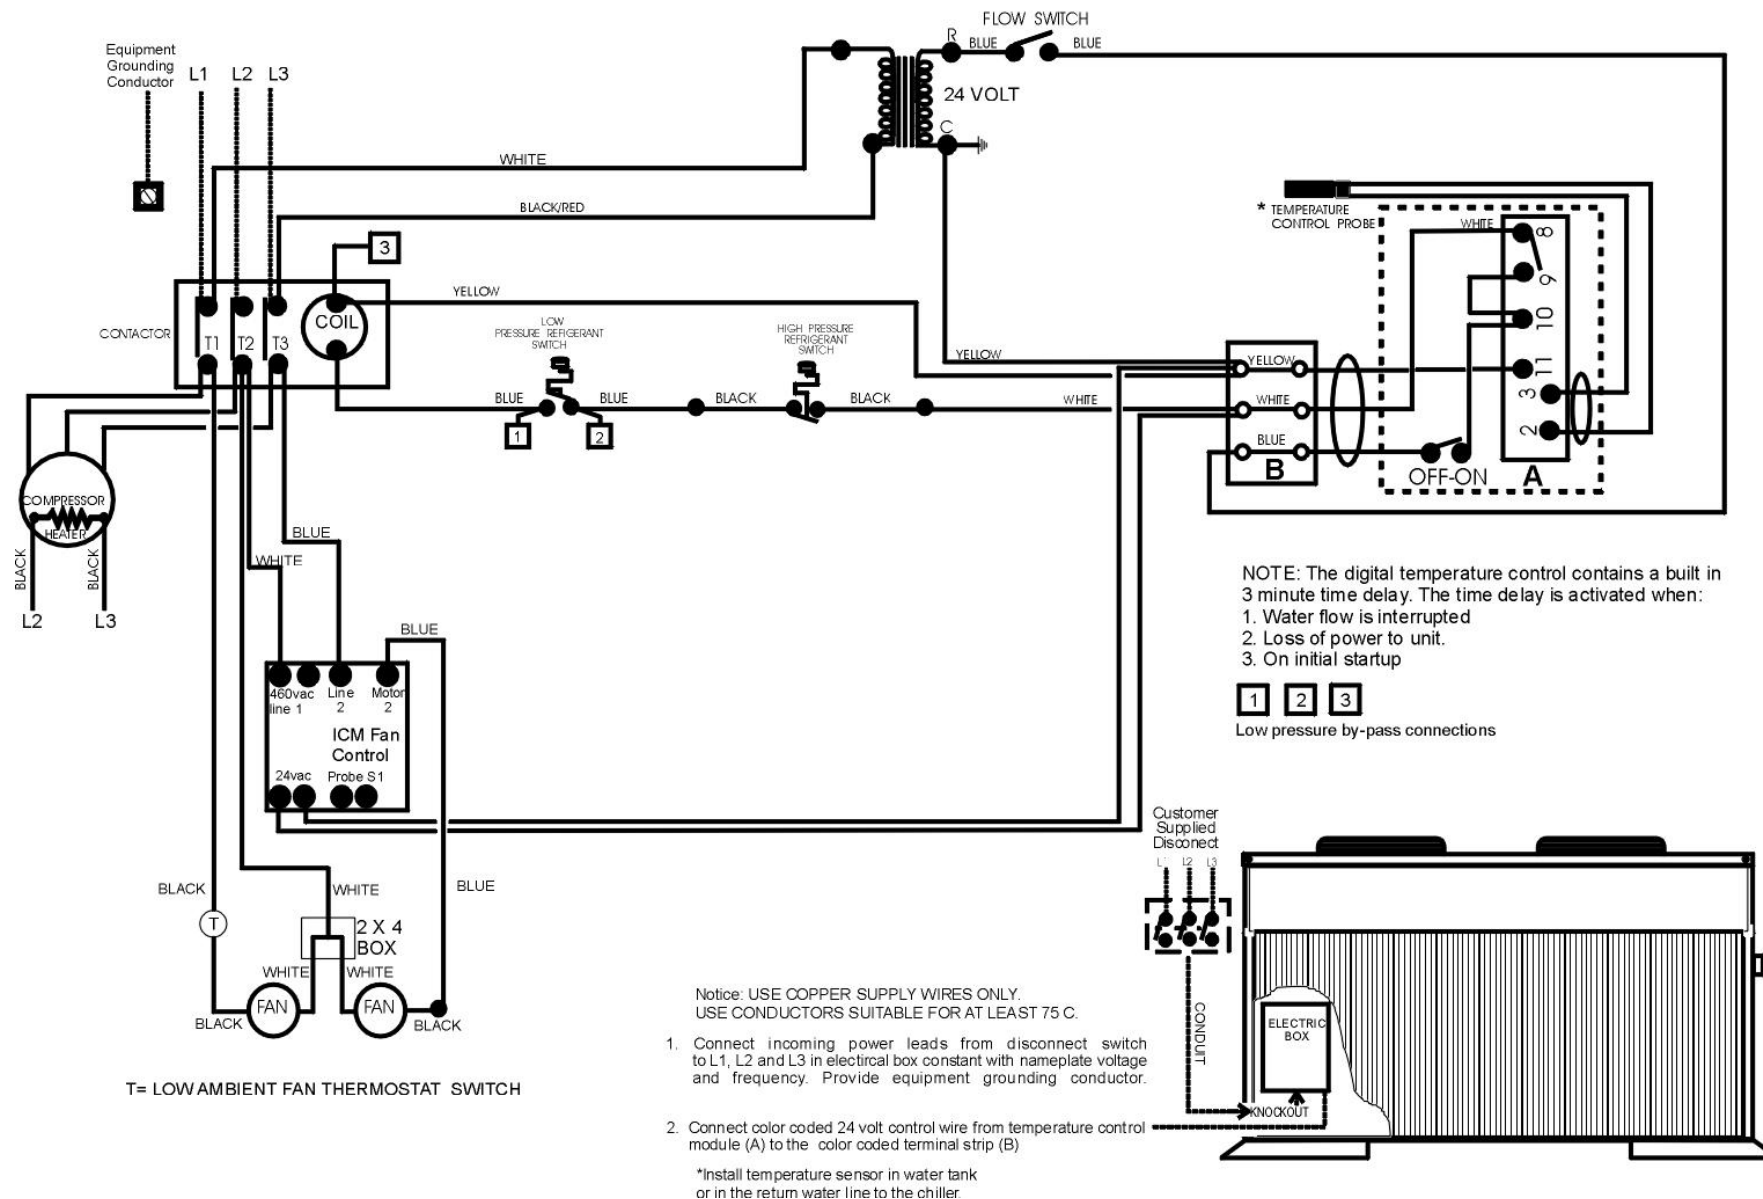 FLOW SWITCH
R
BLUE
BLUE
Equipment
Grounding
Conductor
L1
L2
L3
24 VOLT
C
WHITE
BLACK/RED
* TEMPERATURE
CONTROL PROBE
WHITE
8
9
10
11
3
2
3
YELLOW
CONTACTOR
COIL
T1
T2
T3
LOW
PRESSURE REFIGERANT
SWITCH
HIGH PRESSURE
REFIGERANT
SWITCH
YELLOW
YELLOW
BLUE
BLUE
BLACK
BLACK
WHITE
WHITE
1
2
BLUE
B
OFF-ON
A
COMPRESSOR
HEATER
BLACK
BLACK
L2
L3
BLUE
WHITE
BLUE
NOTE: The digital temperature control contains a built in
3 minute time delay. The time delay is activated when:
1. Water flow is interrupted
2. Loss of power to unit.
3. On initial startup
1 2 3
Low pressure by-pass connections
460vac
line 1
Line
2
Motor
2
ICM Fan
Control
24vac
Probe S1
Customer
Supplied
Disconect
L2
L3
BLACK
WHITE
BLUE
T
2 X 4
BOX
WHITE
WHITE
FAN
FAN
BLACK
BLACK
T= LOW AMBIENT FAN THERMOSTAT SWITCH
CONDUIT
ELECTRIC
BOX
KNOCKOUT
Notice: USE COPPER SUPPLY WIRES ONLY.
USE CONDUCTORS SUITABLE FOR AT LEAST 75 C.
1. Connect incoming power leads from disconnect switch
to L1, L2 and L3 in electircal box constant with nameplate voltage
and frequency. Provide equipment grounding conductor.
2. Connect color coded 24 volt control wire from temperature control
module (A) to the color coded terminal strip (B)
*Install temperature sensor in water tank
or in the return water line to the chiller.